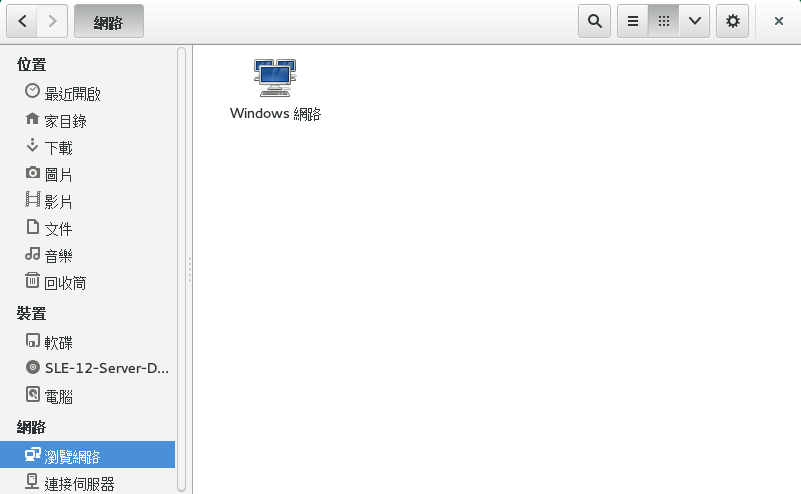 網路
位置
最近開啟
家目錄
下載
圖片
影片
文件
音樂
回收筒
裝置
軟碟
SLE-12-Server-D...
電腦
網路
瀏覽網路
連接伺服器
Windows 網路